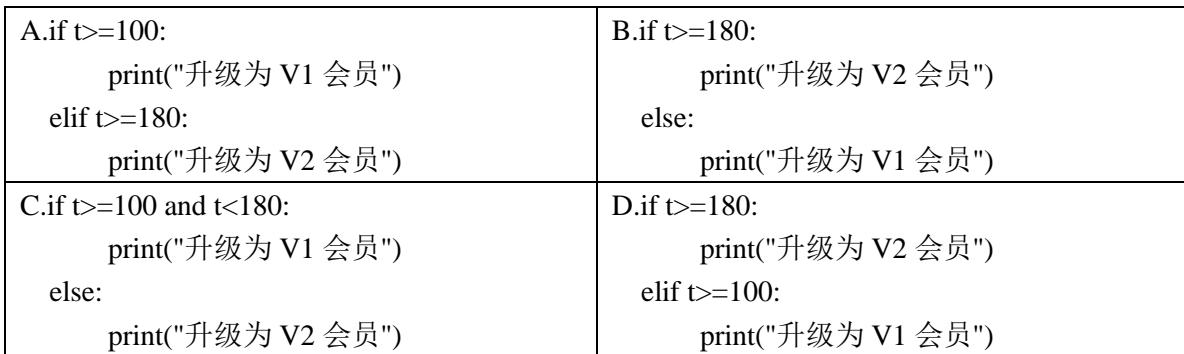 A.if t>=100:
print("升级为 V1 会员")
elif t>=180:
print("升级为 V2 会员")
B.if t>=180:
print("升级为 V2 会员")
else:
print("升级为 V1 会员")
C.if t>=100 and t<180:
print("升级为 V1 会员")
else:
print("升级为 V2 会员")
D.if t>=180:
print("升级为 V2 会员")
elif t>=100:
print("升级为 V1 会员")